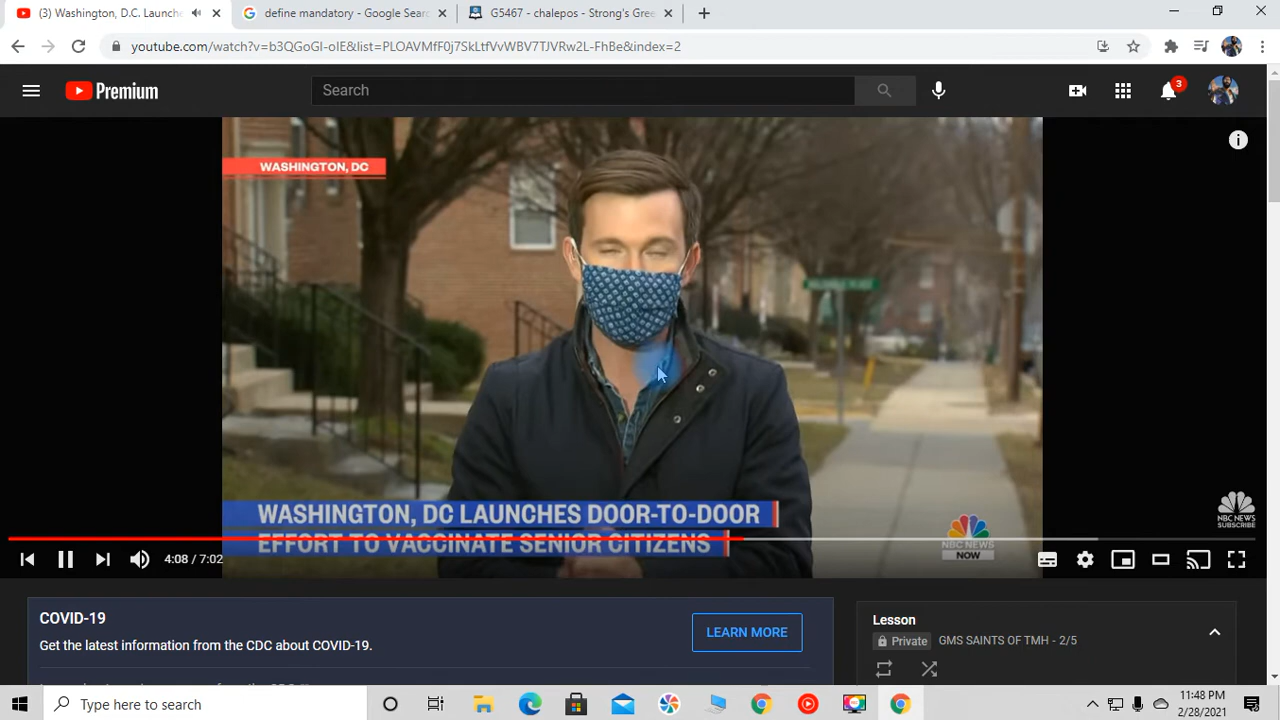 (3) Washington, D.C. Launche
define mandatory - Google Searc
G5467 - chalepos - Strong's Gree
youtube.com/watch?v=b3QGoGI-oIE&list=PLOAVMfF0j7SkLtfVWBV7TJVRw2L-FhBe&index=2
Premium
Search
3
WASHINGTON, DC
WASHINGTON, DC LAUNCHES DOOR-TO-DOOR
EFFORT TO VACCINATE SENIOR CITIZENS
NBC NEWS
SUBSCRIBE
NBC NEWS
NOW
4:08 / 7:02
COVID-19
Get the latest information from the CDC about COVID-19.
LEARN MORE
Lesson
Private
GMS SAINTS OF TMH - 2/5
Type here to search
11:48 PM
2/28/2021